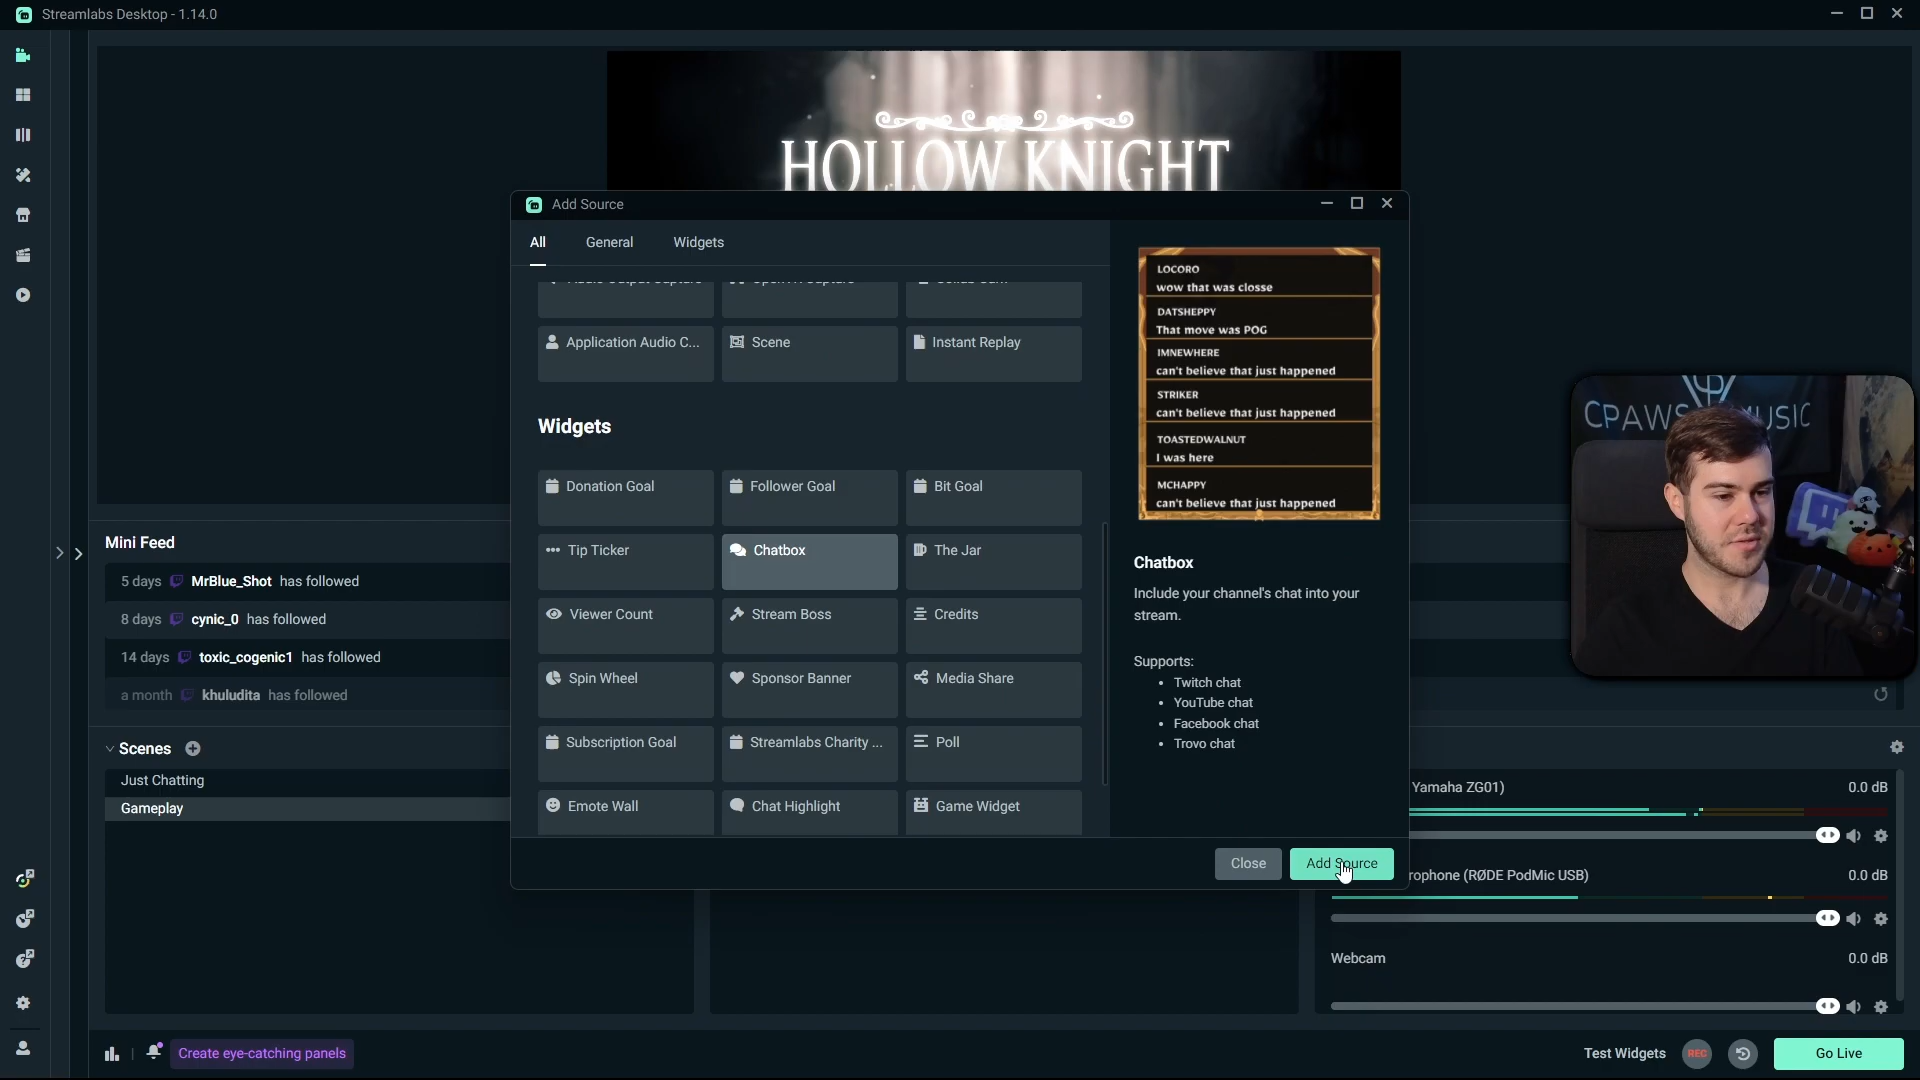 Streamlabs Desktop - 1.14.0
HOLLOW KNIGHT
Add Source
All General Widgets
Application Audio C... Scene Instant Replay
Widgets
Donation Goal Follower Goal Bit Goal
Tip Ticker Chatbox The Jar
Viewer Count Stream Boss Credits
Spin Wheel Sponsor Banner Media Share
Subscription Goal Streamlabs Charity ... Poll
Emote Wall Chat Highlight Game Widget
LOCORO
wow that was closse
DATSHEPPY
That move was POG
IMNEWHERE
can't believe that just happened
STRIKER
can't believe that just happened
TOASTEDWALNUT
I was here
MCHAPPY
can't believe that just happened
Chatbox
Include your channel's chat into your
stream.
Supports:
• Twitch chat
• YouTube chat
• Facebook chat
• Trovo chat
Close Add Source
CPAWS MUSIC
Mini Feed
5 days MrBlue_Shot has followed
8 days cynic_0 has followed
14 days toxic_cogenic1 has followed
a month khuludita has followed
Scenes
Just Chatting
Gameplay
Yamaha ZG01) 0.0 dB
rophone (RØDE PodMic USB) 0.0 dB
Webcam 0.0 dB
Create eye-catching panels
Test Widgets REC Go Live